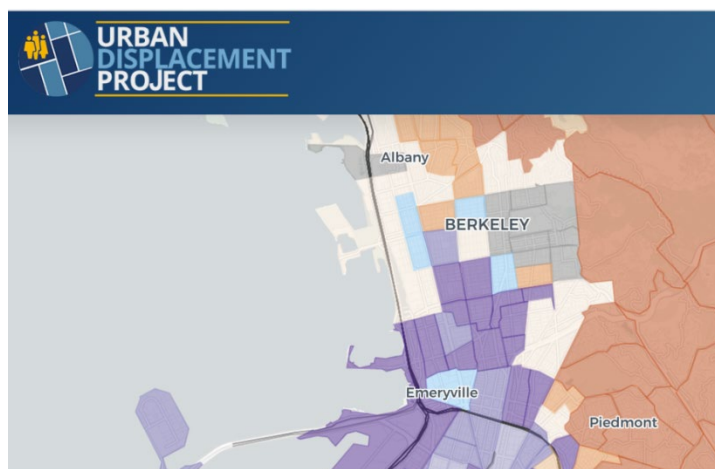 URBAN
DISPLACEMENT
PROJECT
Albany
BERKELEY
Emeryville
Piedmont